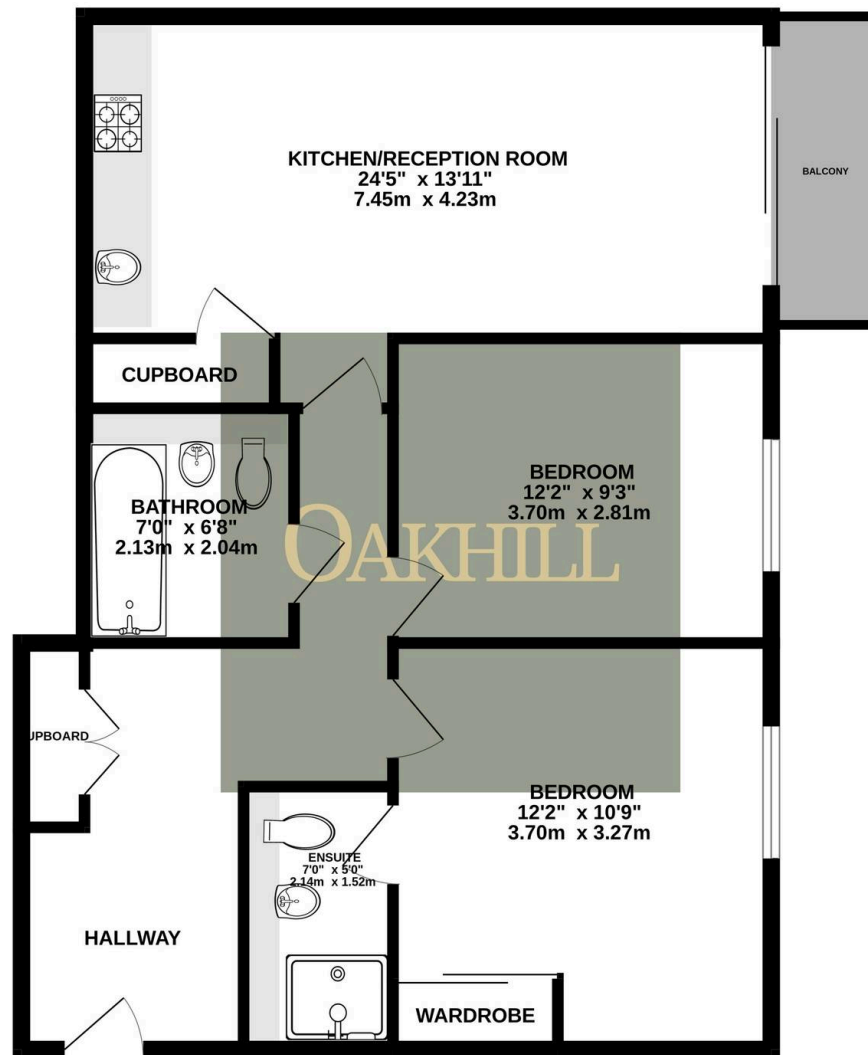 KITCHEN/RECEPTION ROOM
24'5" x 13'11"
7.45m x 4.23m
BALCONY
CUPBOARD
BEDROOM
12'2" x 9'3"
3.70m x 2.81m
BATHROOM
7'0" x 6'8"
2.13m x 2.04m
OAKHILL
UPBOARD
BEDROOM
12'2" x 10'9"
3.70m x 3.27m
ENSUITE
7'0" x 5'0"
2.14m x 1.52m
HALLWAY
WARDROBE